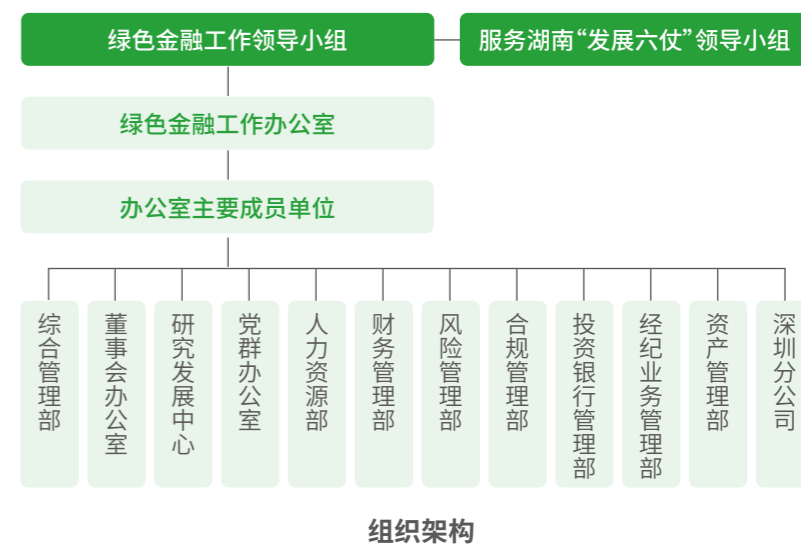 绿色金融工作领导小组
服务湖南“发展六仗”领导小组
绿色金融工作办公室
办公室主要成员单位
综合管理部
董事会办公室
研究发展中心
党群办公室
人力资源部
财务管理部
风险管理部
合规管理部
投资银行管理部
经纪业务管理部
资产管理部
深圳分公司
组织架构